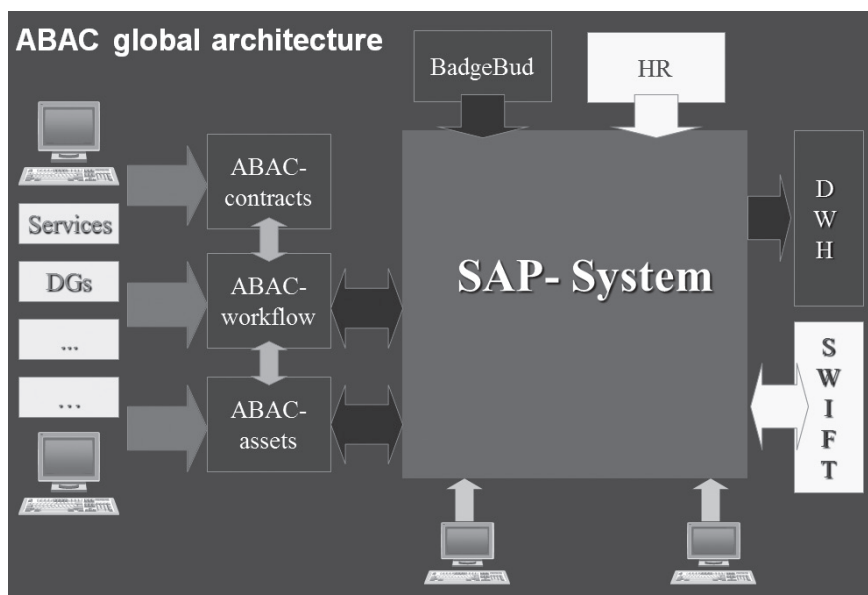 ABAC global architecture
BadgeBud
HR
ABAC-
contracts
Services
DGs
...
...
ABAC-
workflow
ABAC-
assets
SAP- System
D
W
H
S
W
I
F
T